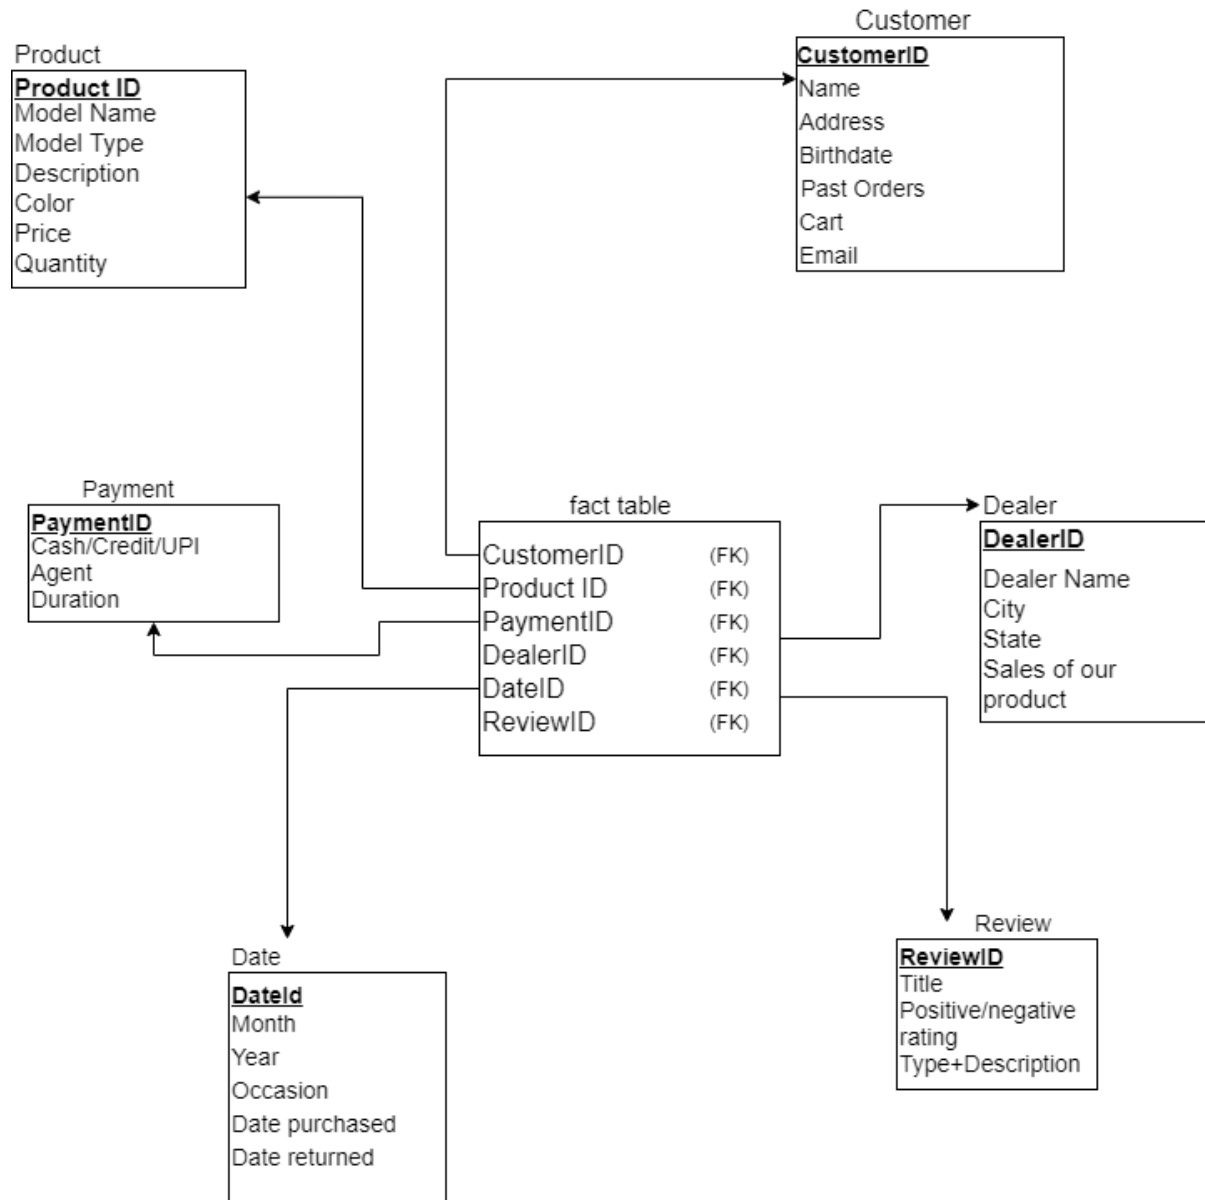 Product
Product ID
Model Name
Model Type
Description
Color
Price
Quantity
Customer
CustomerID
Name
Address
Birthdate
Past Orders
Cart
Email
Payment
PaymentID
Cash/Credit/UPI
Agent
Duration
fact table
CustomerID (FK)
Product ID (FK)
PaymentID (FK)
DealerID (FK)
DateID (FK)
ReviewID (FK)
Dealer
DealerID
Dealer Name
City
State
Sales of our
product
Date
DateId
Month
Year
Occasion
Date purchased
Date returned
Review
ReviewID
Title
Positive/negative
rating
Type+Description